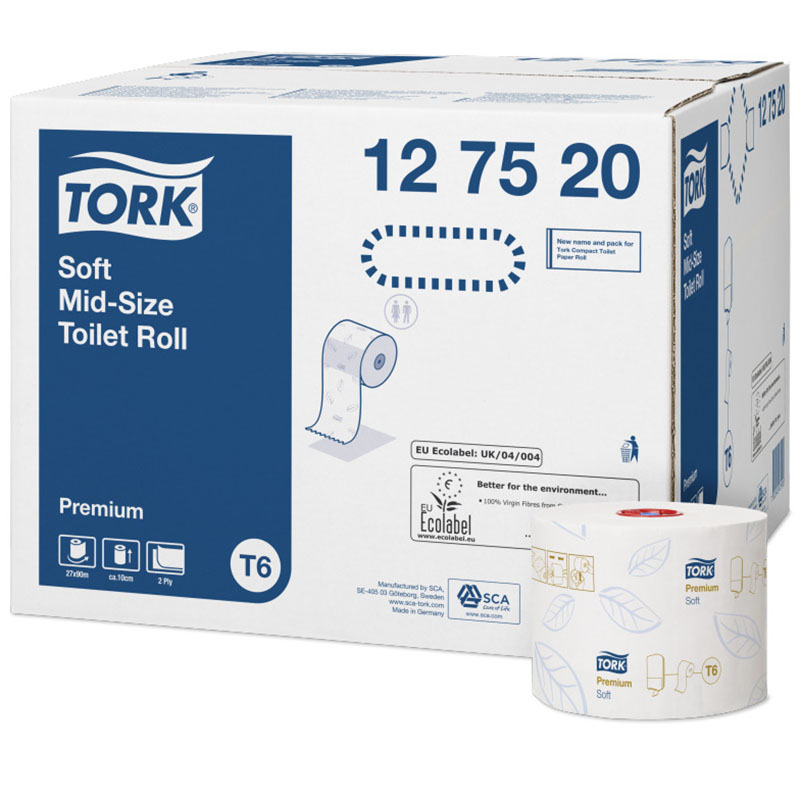 TORK®
Soft
Mid-Size
Toilet Roll
Premium
27x90m
ca.10cm
2 Ply
T6
12 75 20
New name and pack for
Tork Compact Toilet
Paper Roll
EU Ecolabel: UK/04/004
EU
Ecolabel
www.ecolabel.eu
Better for the environment...
• 100% Virgin Fibres from
Manufactured by SCA,
SE-405 03 Göteborg, Sweden
www.sca-tork.com
Made in Germany
SCA
Care of Life
www.sca.com
12 75 20
TORK
Soft
Mid-Size
Toilet Roll
T6
TORK
Premium
Soft
TORK
Premium
Soft
T6